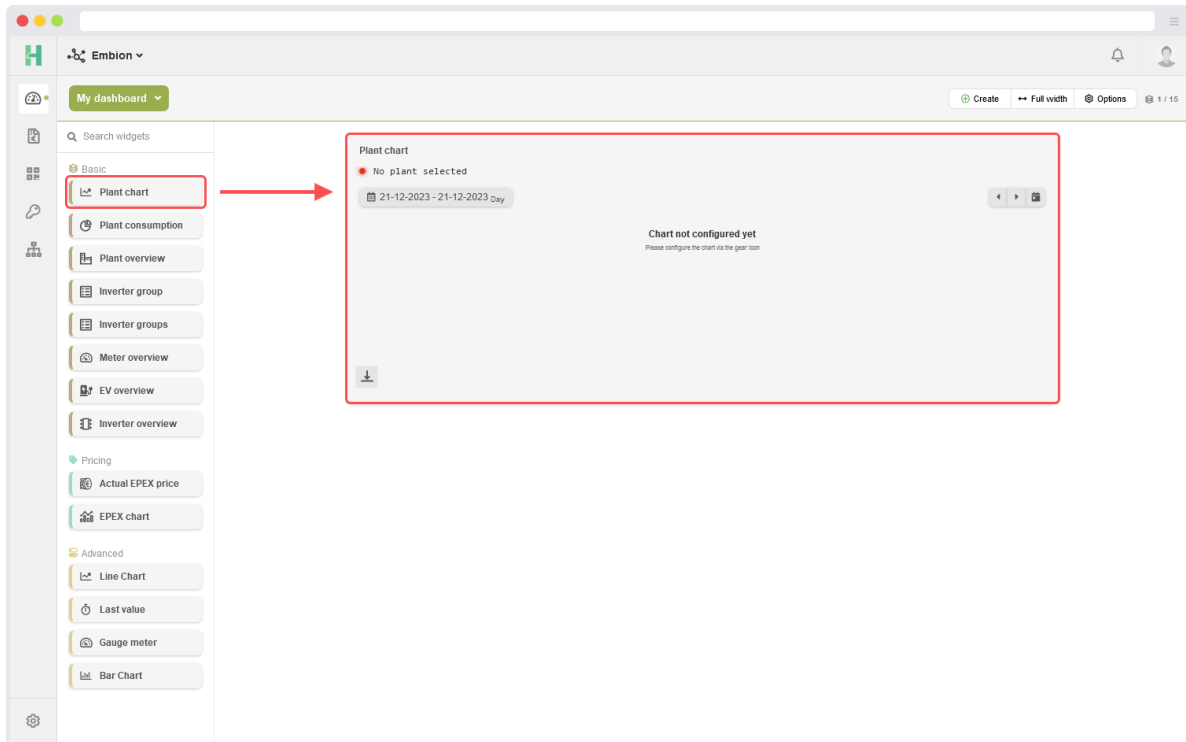 Embion
My dashboard
Create
Full width
Options
1 / 15
Search widgets
Basic
Plant chart
Plant consumption
Plant overview
Inverter group
Inverter groups
Meter overview
EV overview
Inverter overview
Pricing
Actual EPEX price
EPEX chart
Advanced
Line Chart
Last value
Gauge meter
Bar Chart
Plant chart
No plant selected
21-12-2023 - 21-12-2023 Day
Chart not configured yet
Please configure the chart via the gear icon